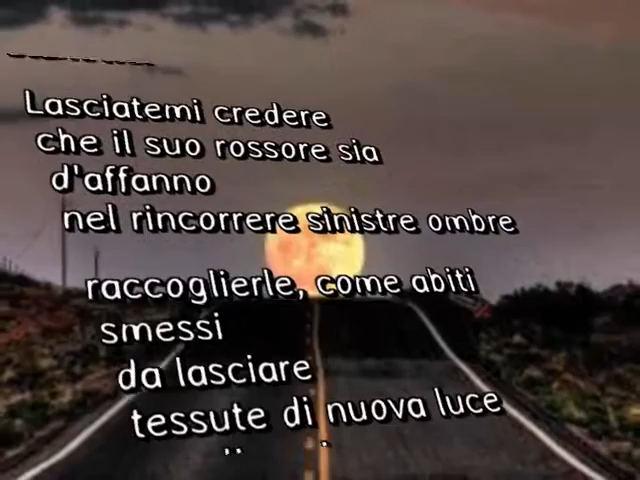 Lasciatemi credere
che il suo rossore sia
d'affanno
nel rincorrere sinistre ombre
raccoglierle, come abiti
smessi
da lasciare
tessute di nuova luce